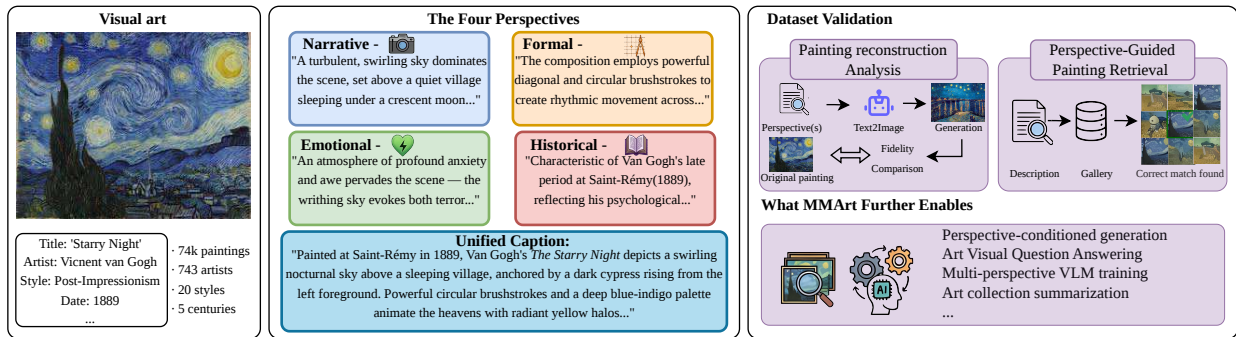 Visual art
Title: 'Starry Night'
Artist: Vicnent van Gogh
Style: Post-Impressionism
Date: 1889
...
· 74k paintings
· 743 artists
· 20 styles
· 5 centuries
The Four Perspectives
Narrative -
"A turbulent, swirling sky dominates
the scene, set above a quiet village
sleeping under a crescent moon..."
Formal -
"The composition employs powerful
diagonal and circular brushstrokes to
create rhythmic movement across..."
Emotional -
"An atmosphere of profound anxiety
and awe pervades the scene — the
writhing sky evokes both terror..."
Historical -
"Characteristic of Van Gogh's late
period at Saint-Rémy(1889),
reflecting his psychological..."
Unified Caption:
"Painted at Saint-Rémy in 1889, Van Gogh's The Starry Night depicts a swirling
nocturnal sky above a sleeping village, anchored by a dark cypress rising from the
left foreground. Powerful circular brushstrokes and a deep blue-indigo palette
animate the heavens with radiant yellow halos..."
Dataset Validation
Painting reconstruction
Analysis
Perspective(s)
Text2Image
Generation
Fidelity
Comparison
Original painting
Perspective-Guided
Painting Retrieval
Description
Gallery
Correct match found
What MMArt Further Enables
AI
Perspective-conditioned generation
Art Visual Question Answering
Multi-perspective VLM training
Art collection summarization
...